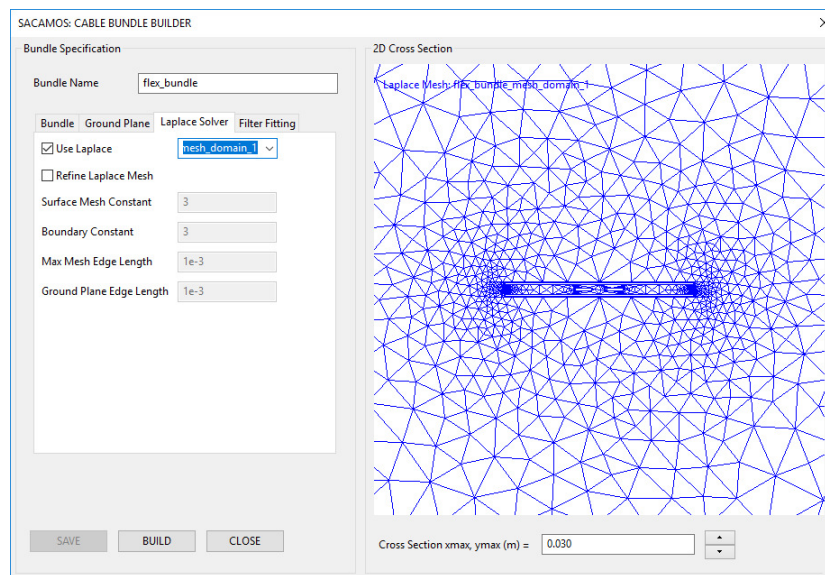 SACAMOS: CABLE BUNDLE BUILDER
Bundle Specification
Bundle Name
flex_bundle
Bundle Ground Plane Laplace Solver Filter Fitting
Use Laplace
mesh_domain_1
Refine Laplace Mesh
Surface Mesh Constant
3
Boundary Constant
3
Max Mesh Edge Length
1e-3
Ground Plane Edge Length
1e-3
SAVE BUILD CLOSE
2D Cross Section
Laplace Mesh: flex_bundle_mesh_domain_1
Cross Section xmax, ymax (m) =
0.030